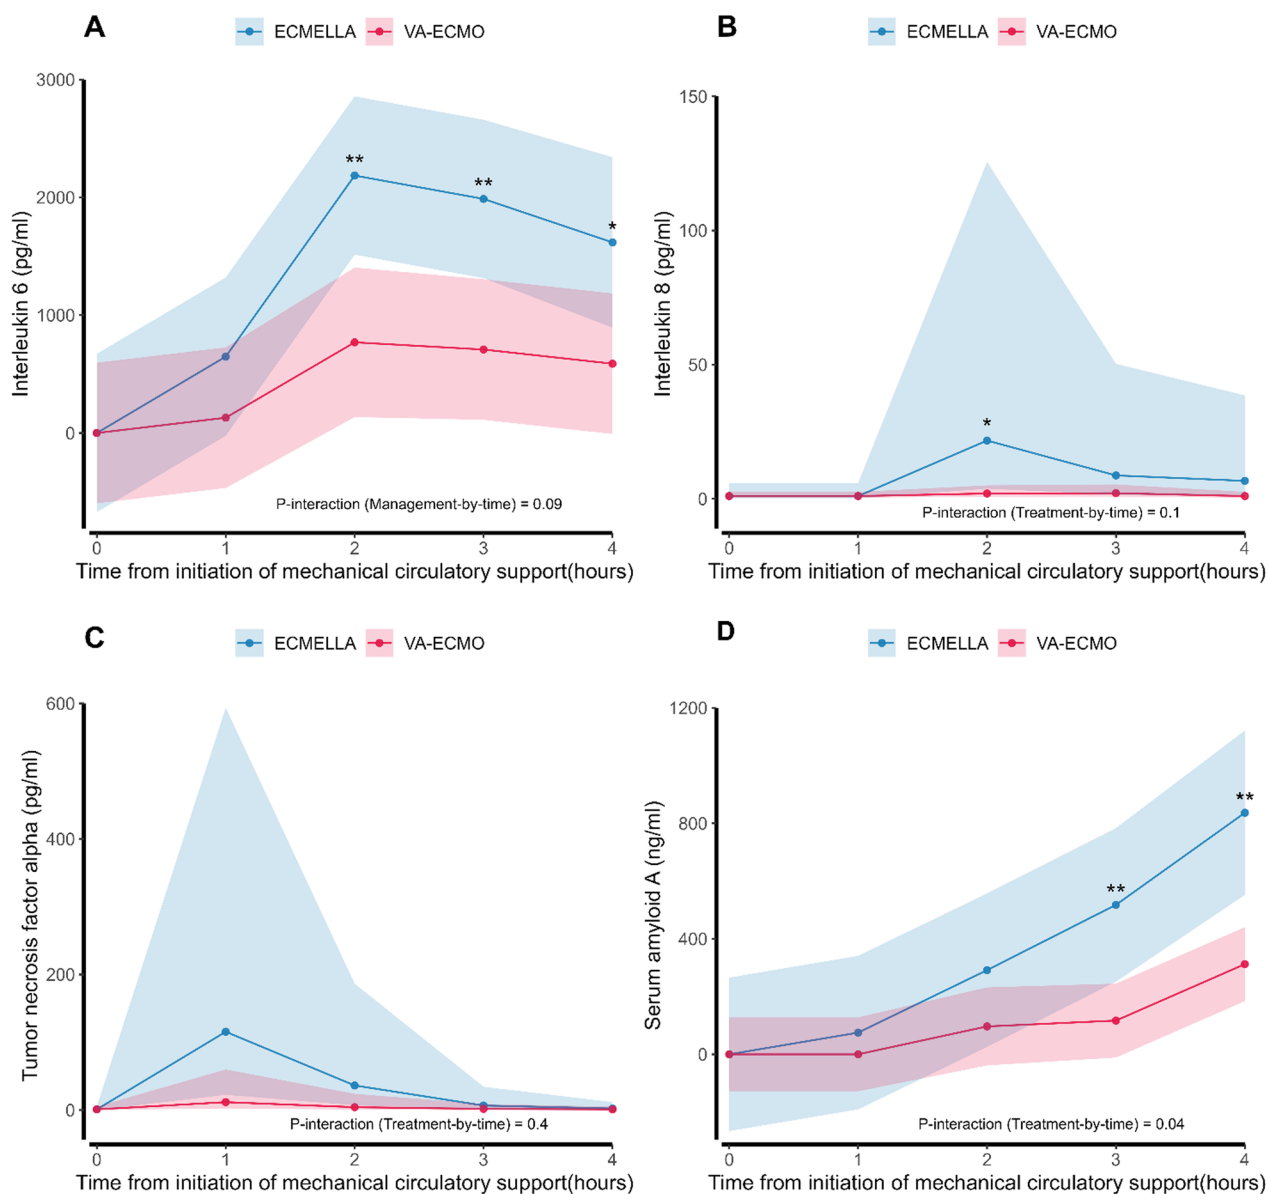 A
ECMELLA VA-ECMO
3000
2000
1000
0
Interleukin 6 (pg/ml)
**
**
*
P-interaction (Management-by-time) = 0.09
0 1 2 3 4
Time from initiation of mechanical circulatory support(hours)
B
ECMELLA VA-ECMO
150
100
50
0
Interleukin 8 (pg/ml)
*
P-interaction (Treatment-by-time) = 0.1
0 1 2 3 4
Time from initiation of mechanical circulatory support(hours)
C
ECMELLA VA-ECMO
600
400
200
0
Tumor necrosis factor alpha (pg/ml)
P-interaction (Treatment-by-time) = 0.4
0 1 2 3 4
Time from initiation of mechanical circulatory support(hours)
D
ECMELLA VA-ECMO
1200
800
400
0
Serum amyloid A (ng/ml)
**
**
P-interaction (Treatment-by-time) = 0.04
0 1 2 3 4
Time from initiation of mechanical circulatory support(hours)